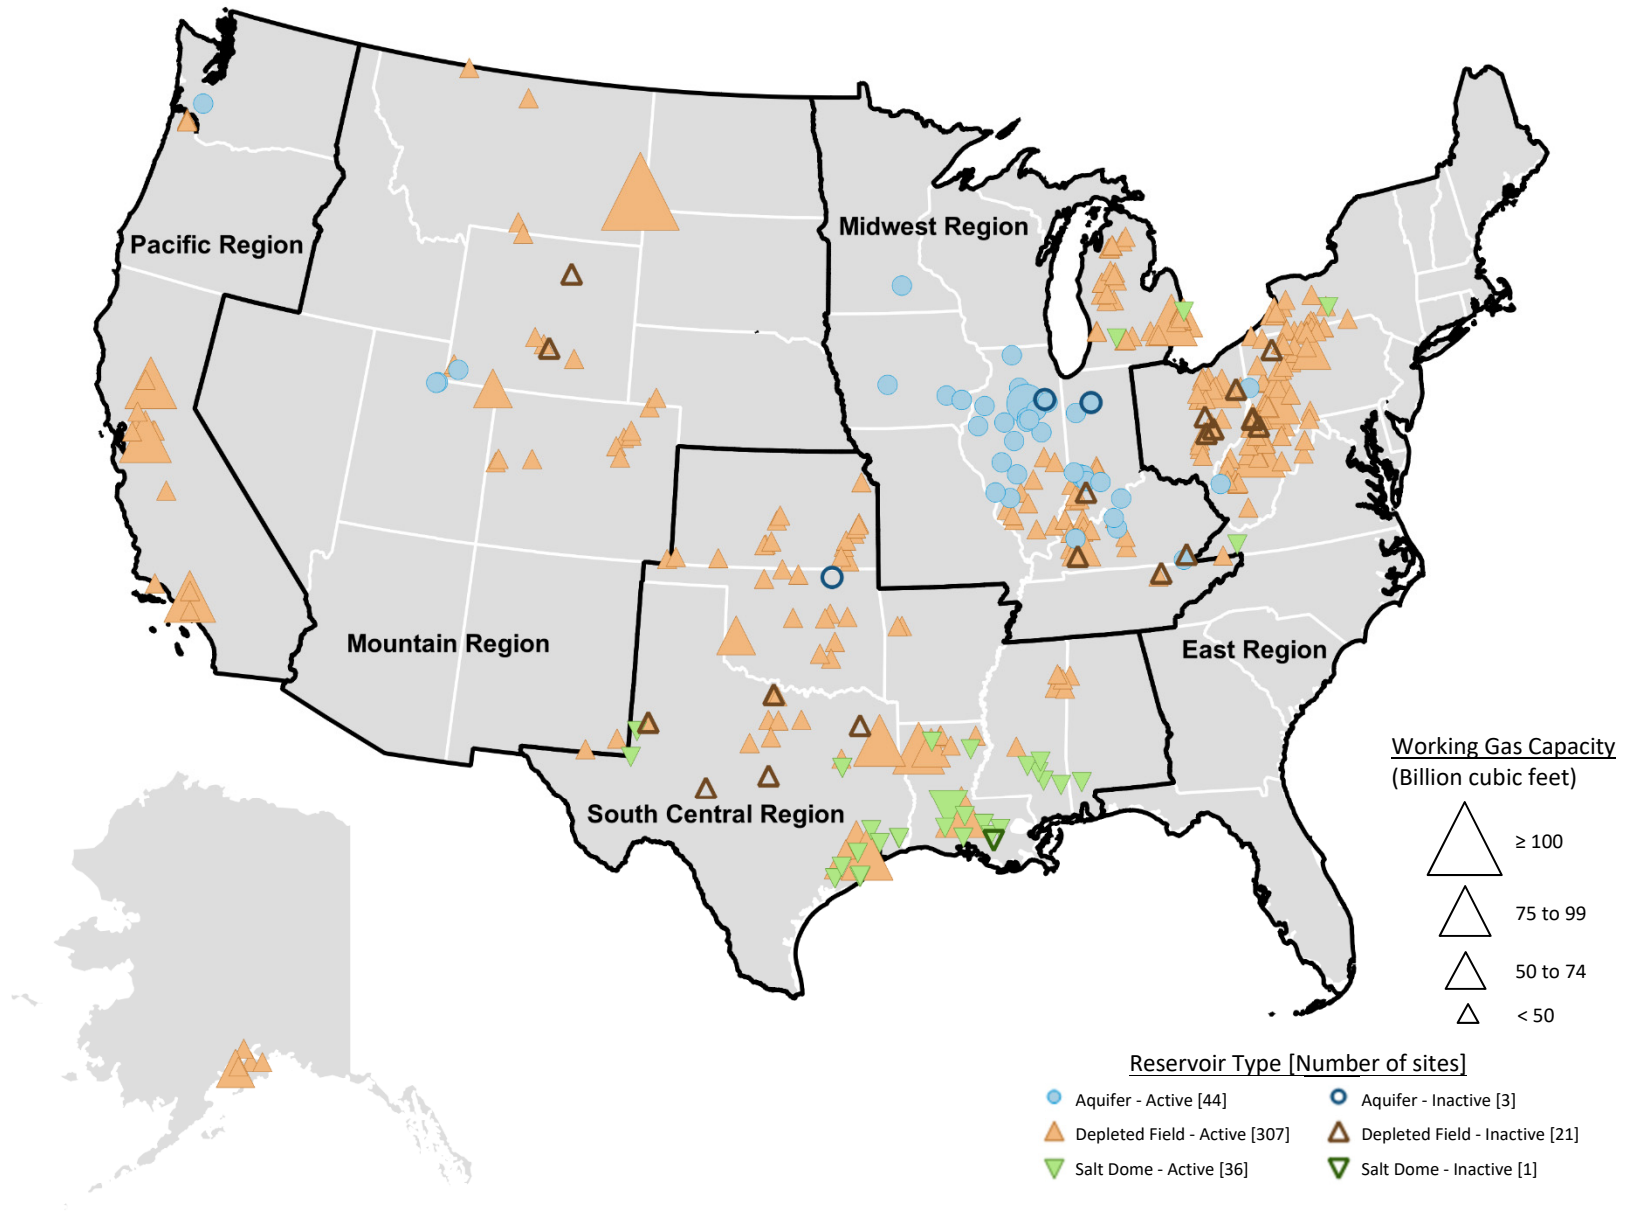 Pacific Region
Midwest Region
Mountain Region
East Region
South Central Region
Working Gas Capacity
(Billion cubic feet)
≥ 100
75 to 99
50 to 74
< 50
Reservoir Type [Number of sites]
Aquifer - Active [44]
Aquifer - Inactive [3]
Depleted Field - Active [307]
Depleted Field - Inactive [21]
Salt Dome - Active [36]
Salt Dome - Inactive [1]